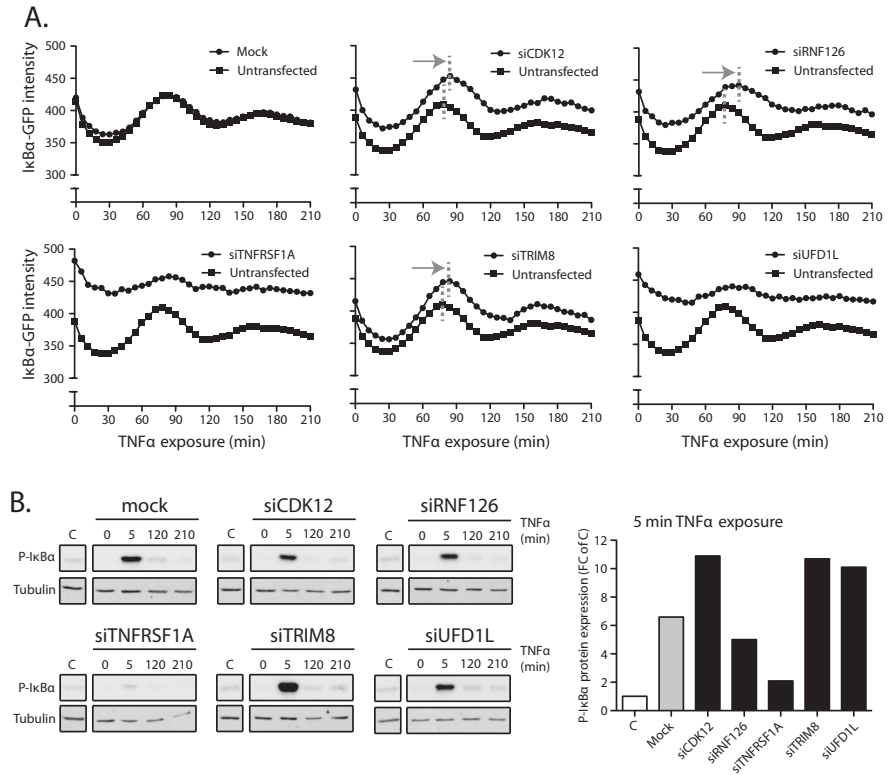 A.
IκBα-GFP intensity
500
450
400
350
300
Mock
Untransfected
0 30 60 90 120 150 180 210
siCDK12
Untransfected
0 30 60 90 120 150 180 210
siRNF126
Untransfected
0 30 60 90 120 150 180 210
IκBα-GFP intensity
500
450
400
350
300
siTNFRSF1A
Untransfected
0 30 60 90 120 150 180 210
TNFα exposure (min)
siTRIM8
Untransfected
0 30 60 90 120 150 180 210
TNFα exposure (min)
siUFD1L
Untransfected
0 30 60 90 120 150 180 210
TNFα exposure (min)
B.
mock
C 0 5 120 210
siCDK12
C 0 5 120 210
siRNF126
C 0 5 120 210
TNFα
(min)
P-IκBα
Tubulin
siTNFRSF1A
C 0 5 120 210
siTRIM8
C 0 5 120 210
siUFD1L
C 0 5 120 210
TNFα
(min)
P-IκBα
Tubulin
5 min TNFα exposure
P-IκBα protein expression (FC of C)
12
10
8
6
4
2
0
C
Mock
siCDK12
siRNF126
siTNFRSF1A
siTRIM8
siUFD1L